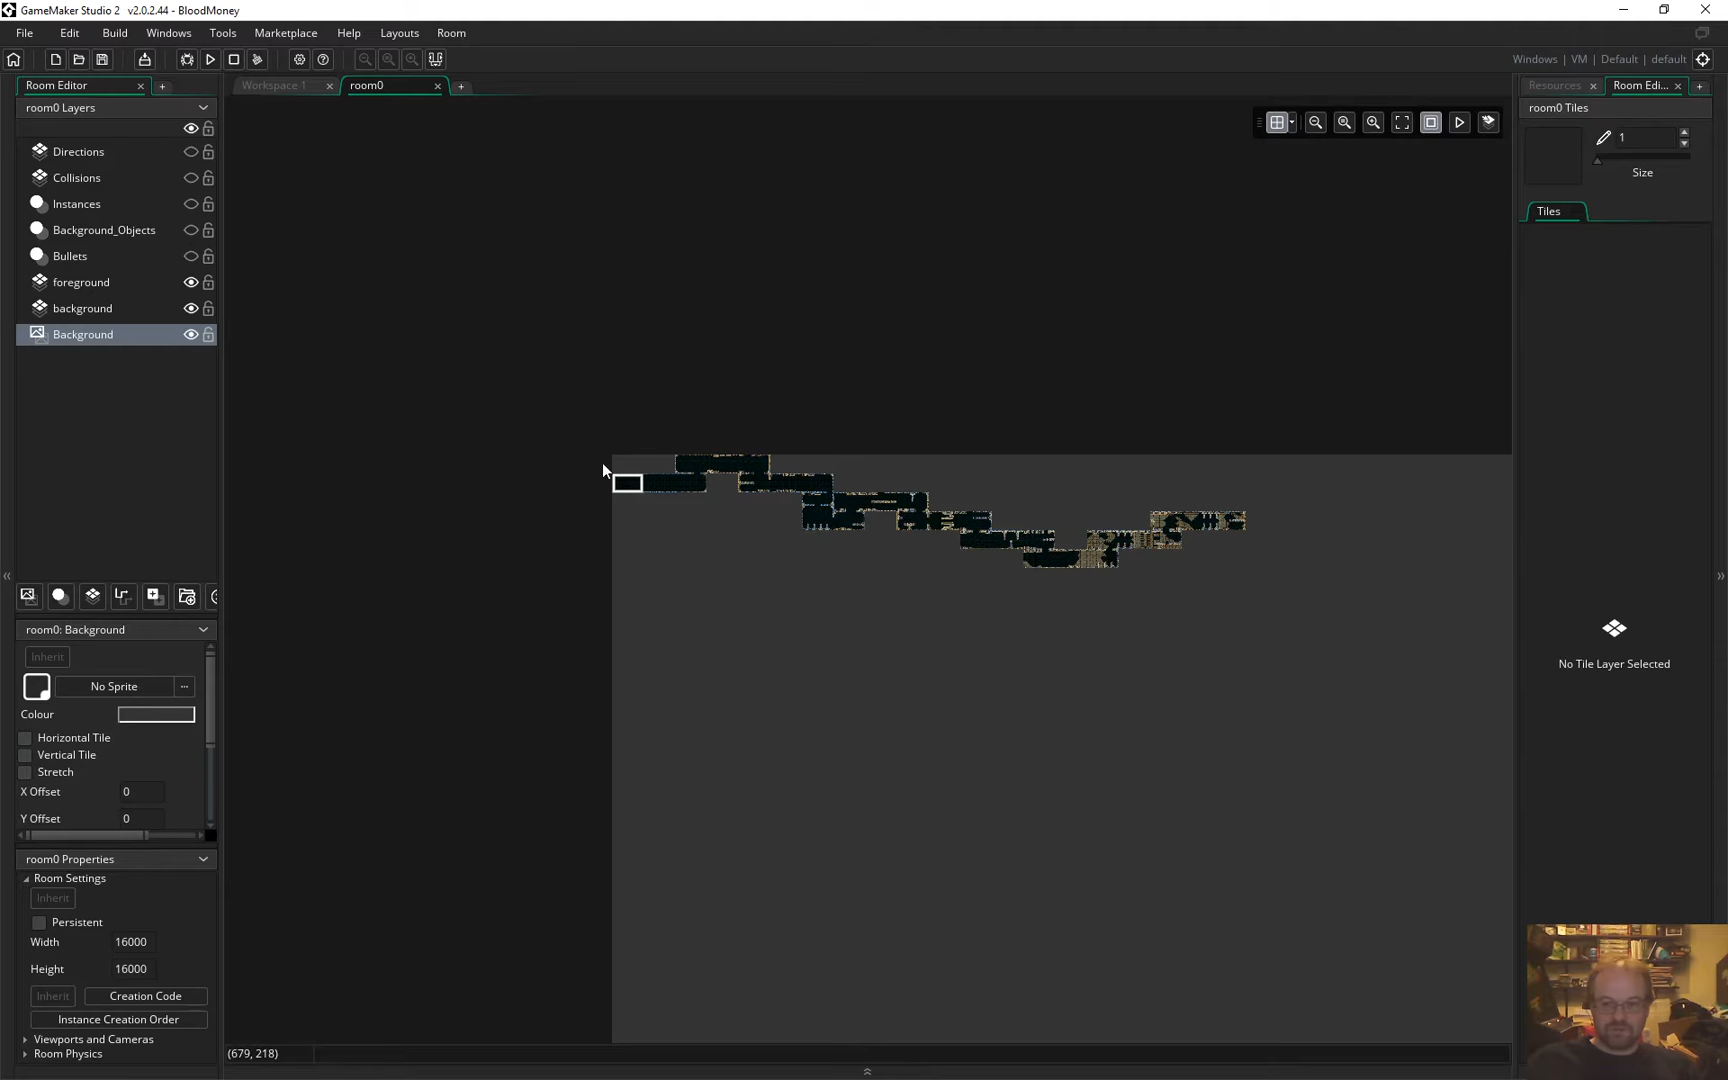 GameMaker Studio 2 v2.0.2.44 - BloodMoney
File Edit Build Windows Tools Marketplace Help Layouts Room
Windows | VM | Default | default
Room Editor
Workspace 1
room0
Resources
Room Edi...
room0 Layers
room0 Tiles
1
Size
Directions
Collisions
Instances
Tiles
Background_Objects
Bullets
foreground
background
Background
room0: Background
Inherit
No Tile Layer Selected
No Sprite ...
Colour
Horizontal Tile
Vertical Tile
Stretch
X Offset 0
Y Offset 0
room0 Properties
Room Settings
Inherit
Persistent
Width 16000
Height 16000
Inherit Creation Code
Instance Creation Order
Viewports and Cameras
Room Physics
(679, 218)